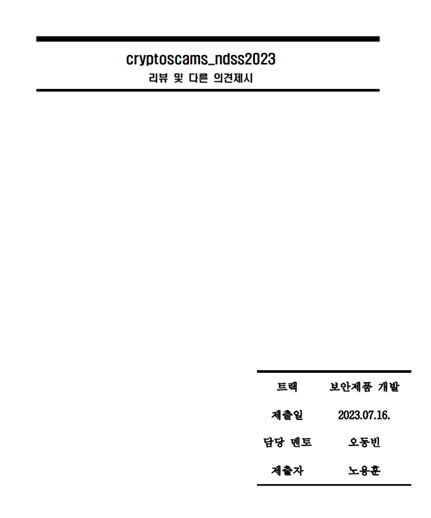 cryptoscams_ndss2023
리뷰 및 다른 의견제시
트랙 보안제품 개발
제출일 2023.07.16.
담당 멘토 오동빈
제출자 노용훈